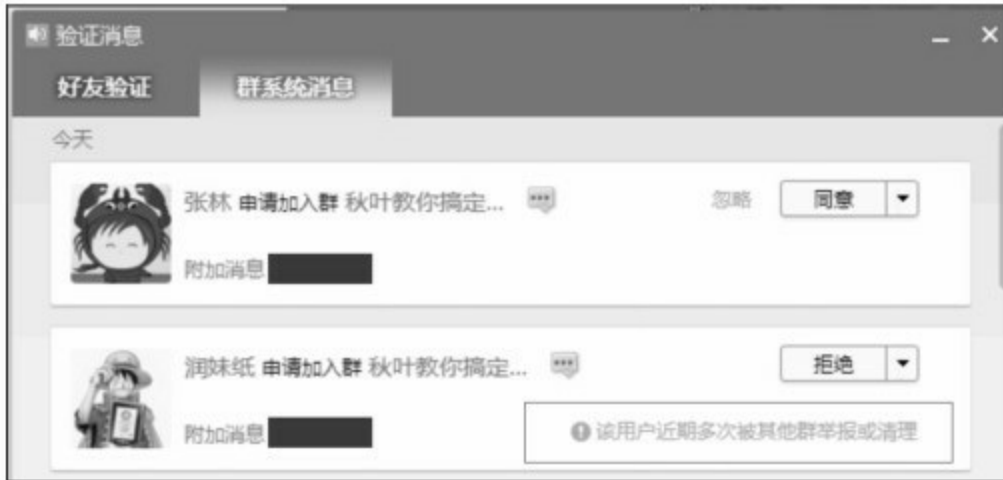 验证消息
好友验证 群系统消息
今天
张林 申请加入群 秋叶教你搞定... 忽略 同意
附加消息
润妹纸 申请加入群 秋叶教你搞定... 拒绝
附加消息 该用户近期多次被其他群举报或清理